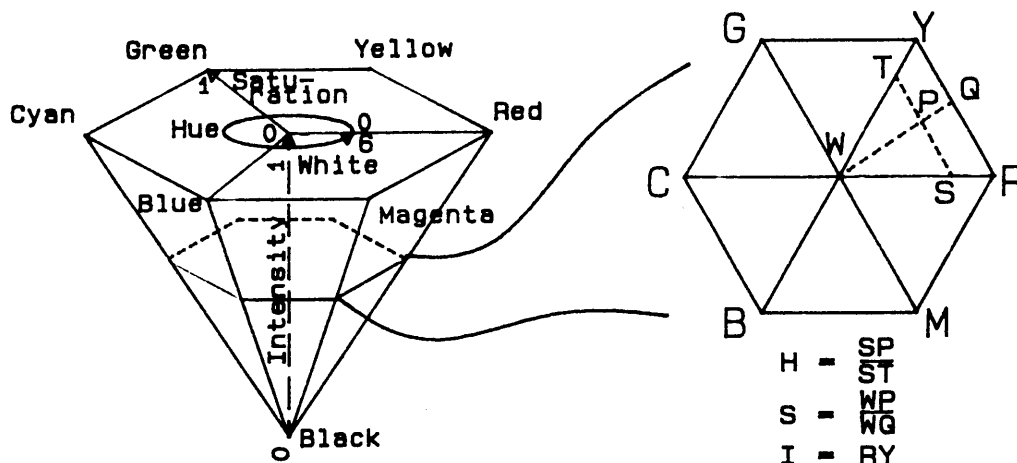 Green
Yellow
Cyan
1
Satu-
ration
Hue
0
0
6
Red
1
White
Blue
Magenta
Intensity
0
Black
G
Y
T
P
Q
W
C
S
B
M
H = SP
ST
S = WP
WQ
I = RY